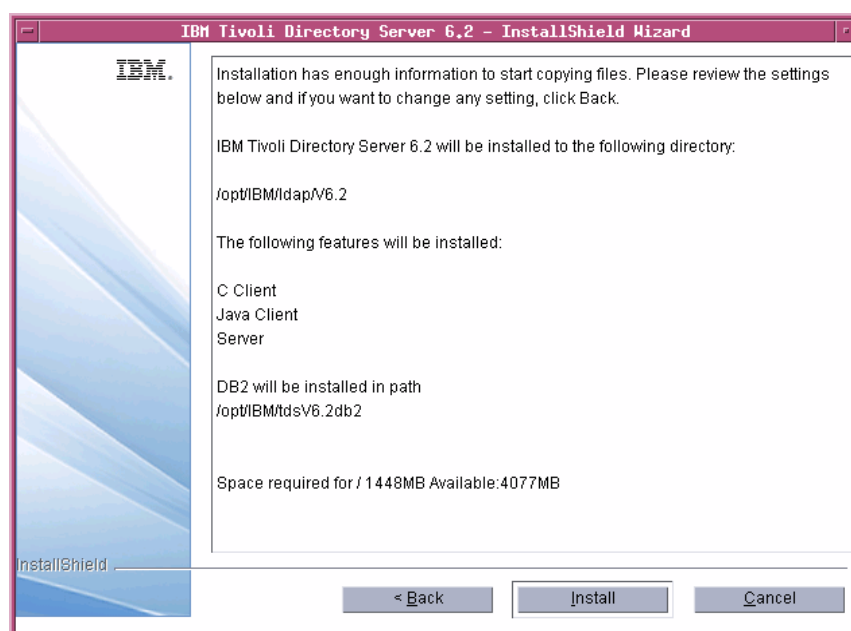 IBM Tivoli Directory Server 6.2 - InstallShield Wizard
IBM.
Installation has enough information to start copying files. Please review the settings
below and if you want to change any setting, click Back.
IBM Tivoli Directory Server 6.2 will be installed to the following directory:
/opt/IBM/ldap/V6.2
The following features will be installed:
C Client
Java Client
Server
DB2 will be installed in path
/opt/IBM/tdsV6.2db2
Space required for / 1448MB Available:4077MB
InstallShield
< Back
Install
Cancel